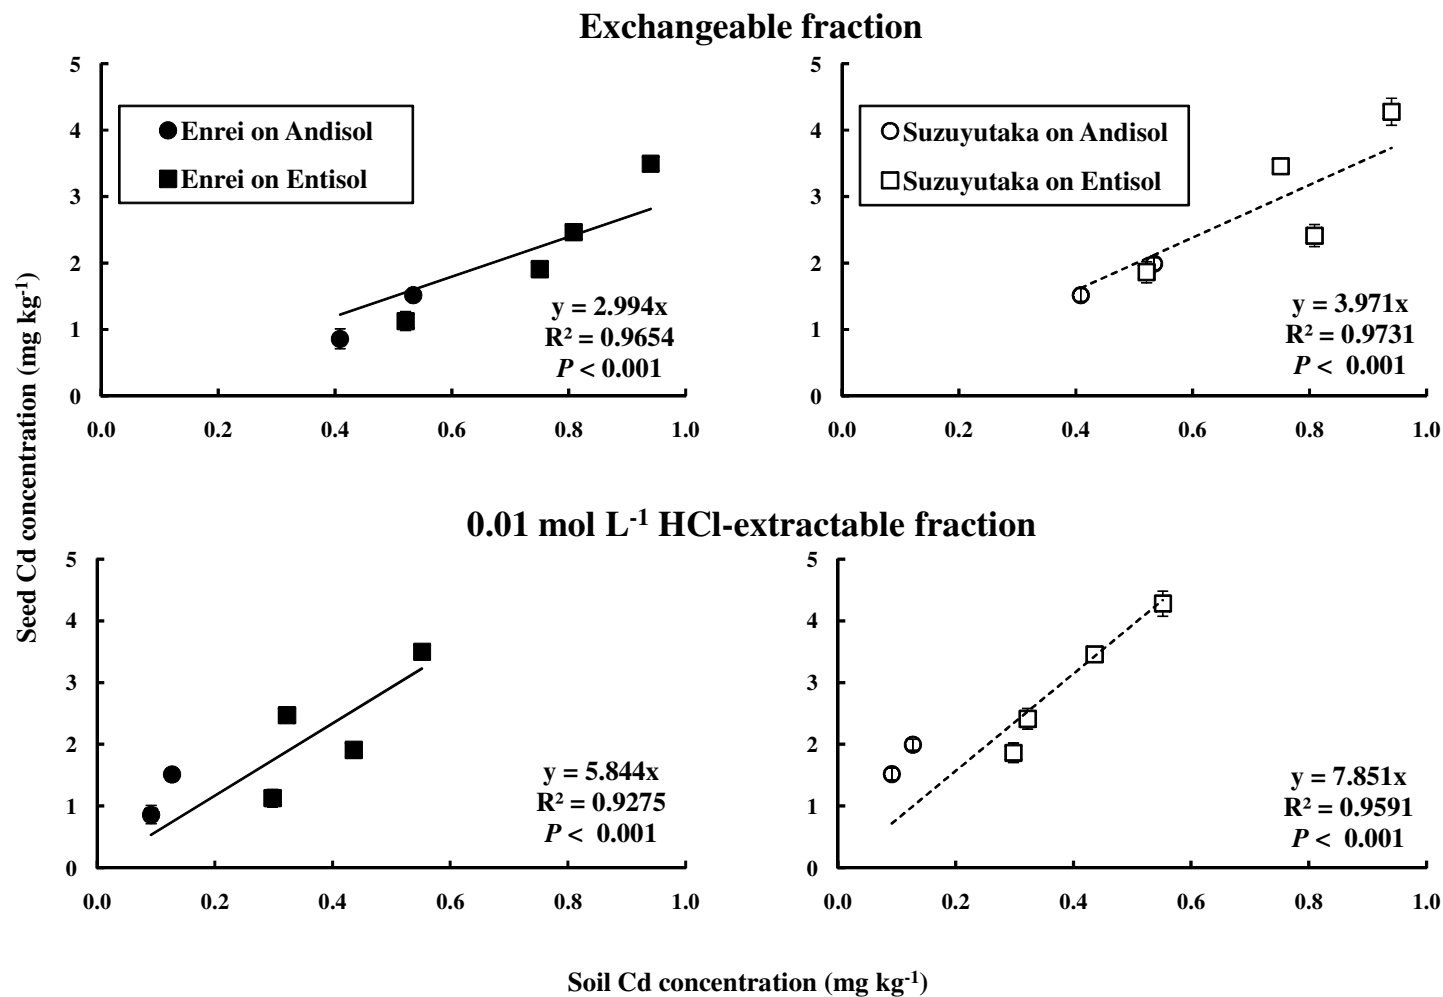 Exchangeable fraction
5
4
3
2
1
0
0.0 0.2 0.4 0.6 0.8 1.0
Enrei on Andisol
Enrei on Entisol
y = 2.994x
R² = 0.9654
P < 0.001
5
4
3
2
1
0
0.0 0.2 0.4 0.6 0.8 1.0
Suzuyutaka on Andisol
Suzuyutaka on Entisol
y = 3.971x
R² = 0.9731
P < 0.001
Seed Cd concentration (mg kg⁻¹)
0.01 mol L⁻¹ HCl-extractable fraction
5
4
3
2
1
0
0.0 0.2 0.4 0.6 0.8 1.0
y = 5.844x
R² = 0.9275
P < 0.001
5
4
3
2
1
0
0.0 0.2 0.4 0.6 0.8 1.0
y = 7.851x
R² = 0.9591
P < 0.001
Soil Cd concentration (mg kg⁻¹)